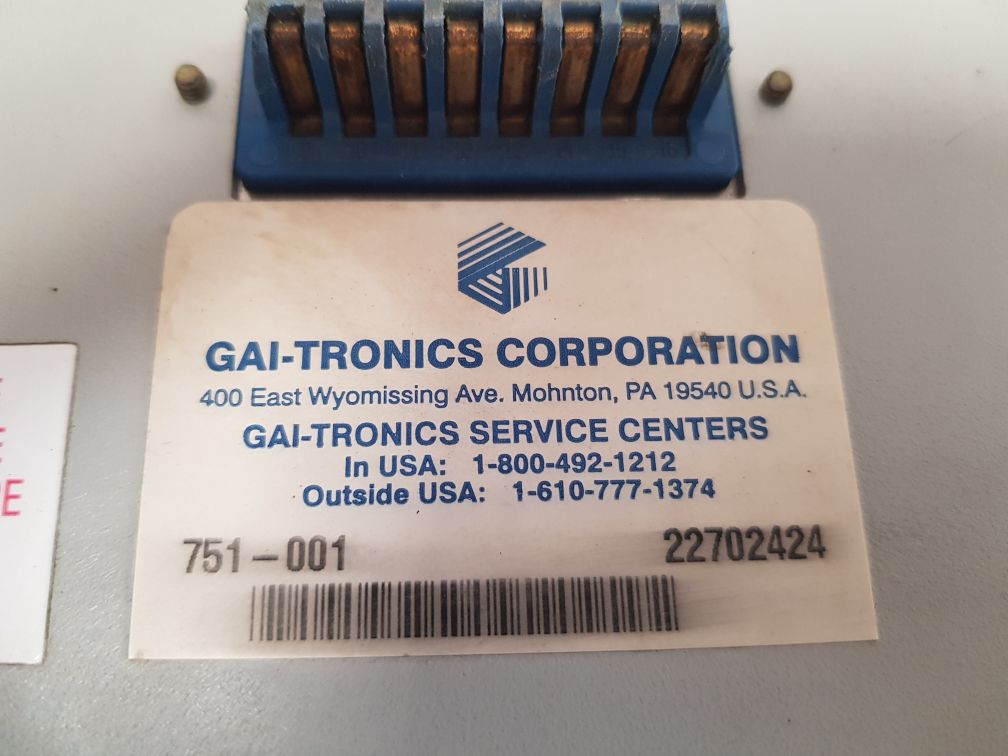 GAI-TRONICS CORPORATION
400 East Wyomissing Ave. Mohnton, PA 19540 U.S.A.
GAI-TRONICS SERVICE CENTERS
In USA: 1-800-492-1212
Outside USA: 1-610-777-1374
751-001 22702424